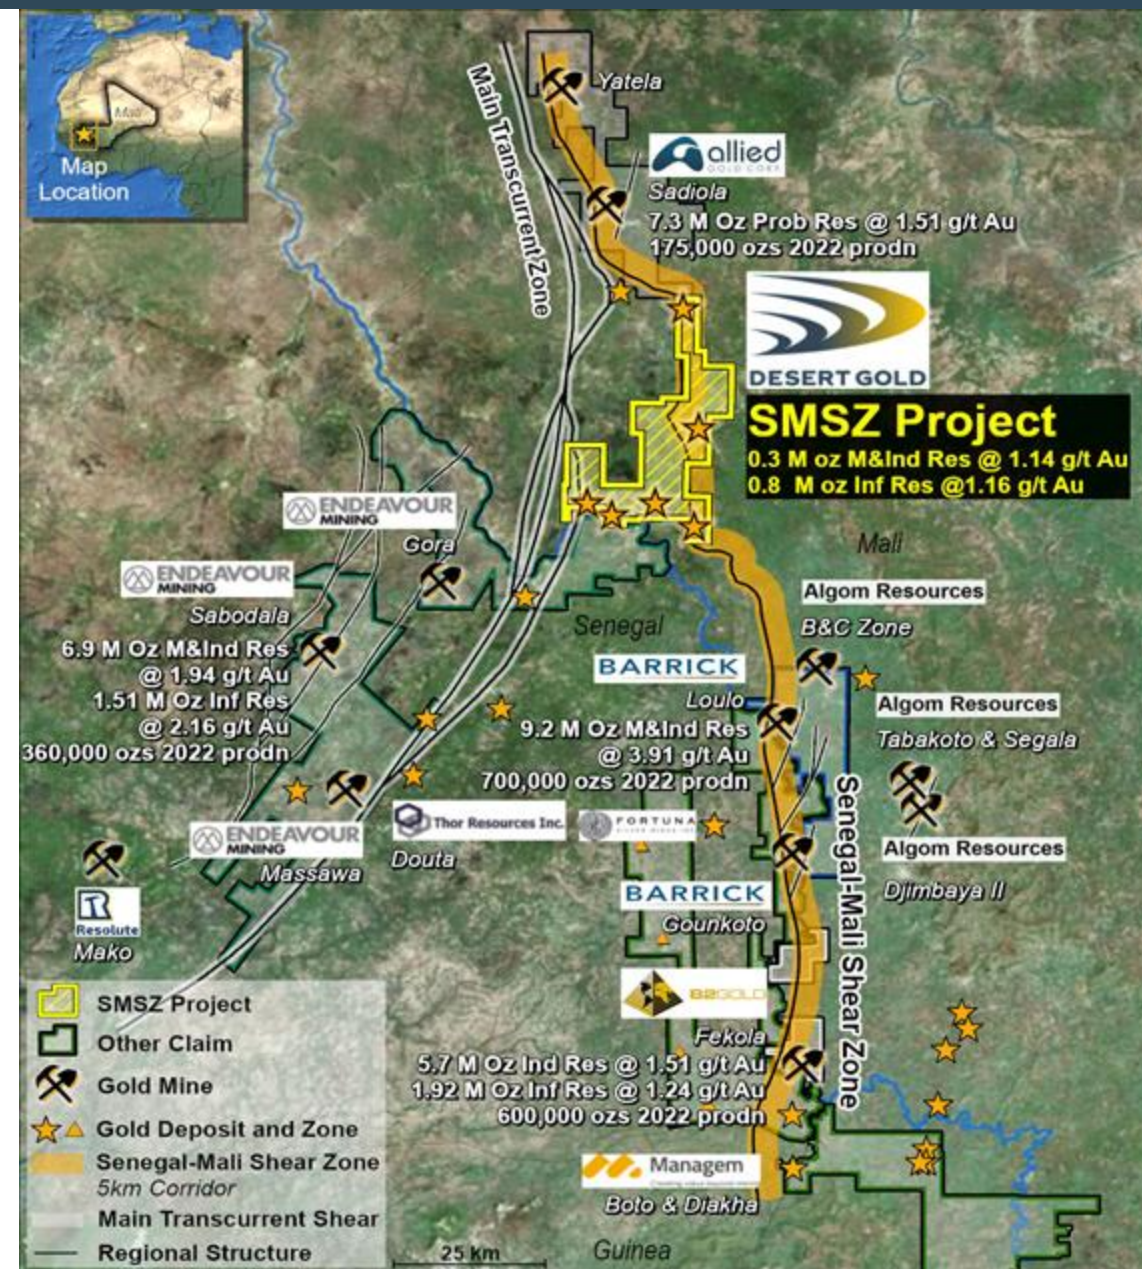 Mali
Map
Location
Main Transcurrent Zone
Yatela
allied
GOLD CORP
Sadiola
7.3 M Oz Prob Res @ 1.51 g/t Au
175,000 ozs 2022 prodn
DESERT GOLD
SMSZ Project
0.3 M oz M&Ind Res @ 1.14 g/t Au
0.8 M oz Inf Res @1.16 g/t Au
ENDEAVOUR
MINING
Gora
Mali
ENDEAVOUR
MINING
Sabodala
6.9 M Oz M&Ind Res
@ 1.94 g/t Au
1.51 M Oz Inf Res
@ 2.16 g/t Au
360,000 ozs 2022 prodn
Senegal
Algom Resources
B&C Zone
BARRICK
Loulo
9.2 M Oz M&Ind Res
@ 3.91 g/t Au
700,000 ozs 2022 prodn
Algom Resources
Tabakoto & Segala
Senegal-Mali Shear Zone
Thor Resources Inc.
Douta
FORTUNA
Algom Resources
Djimbaya II
ENDEAVOUR
MINING
Massawa
BARRICK
Gounkoto
Resolute
Mako
B2GOLD
Fekola
5.7 M Oz Ind Res @ 1.51 g/t Au
1.92 M Oz Inf Res @ 1.24 g/t Au
600,000 ozs 2022 prodn
Managem
Boto & Diakha
Guinea
SMSZ Project
Other Claim
Gold Mine
Gold Deposit and Zone
Senegal-Mali Shear Zone
5km Corridor
Main Transcurrent Shear
Regional Structure
25 km